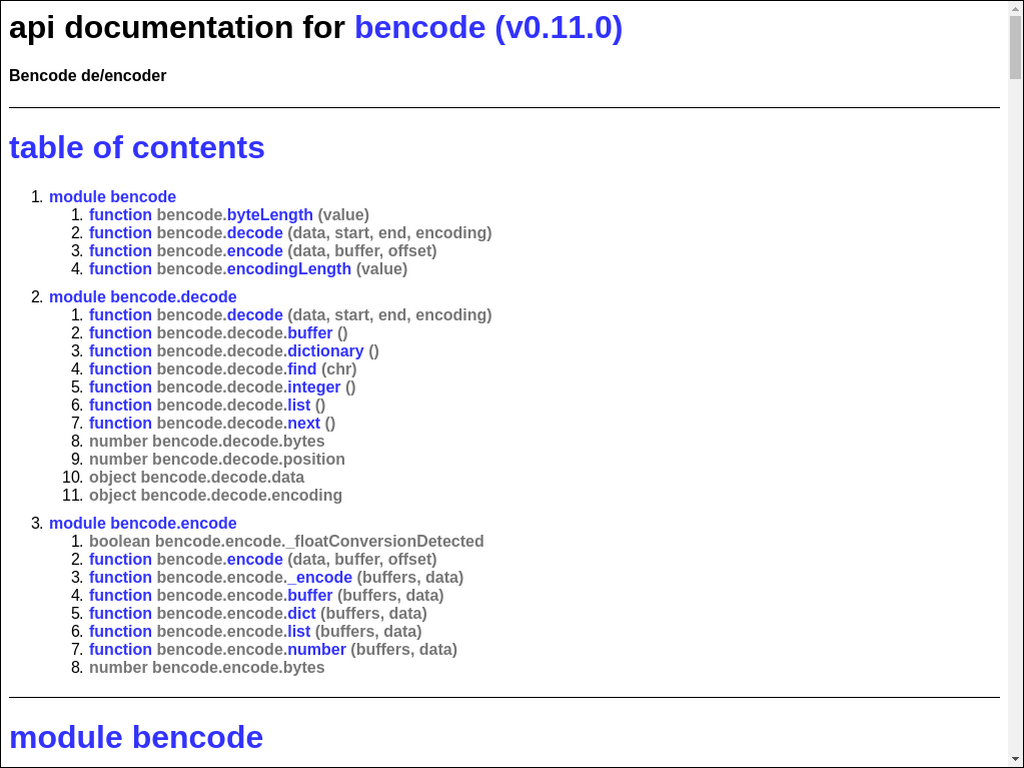 api documentation for bencode (v0.11.0)
Bencode de/encoder
table of contents
1. module bencode
1. function bencode.byteLength (value)
2. function bencode.decode (data, start, end, encoding)
3. function bencode.encode (data, buffer, offset)
4. function bencode.encodingLength (value)
2. module bencode.decode
1. function bencode.decode (data, start, end, encoding)
2. function bencode.decode.buffer ()
3. function bencode.decode.dictionary ()
4. function bencode.decode.find (chr)
5. function bencode.decode.integer ()
6. function bencode.decode.list ()
7. function bencode.decode.next ()
8. number bencode.decode.bytes
9. number bencode.decode.position
10. object bencode.decode.data
11. object bencode.decode.encoding
3. module bencode.encode
1. boolean bencode.encode._floatConversionDetected
2. function bencode.encode (data, buffer, offset)
3. function bencode.encode._encode (buffers, data)
4. function bencode.encode.buffer (buffers, data)
5. function bencode.encode.dict (buffers, data)
6. function bencode.encode.list (buffers, data)
7. function bencode.encode.number (buffers, data)
8. number bencode.encode.bytes
module bencode